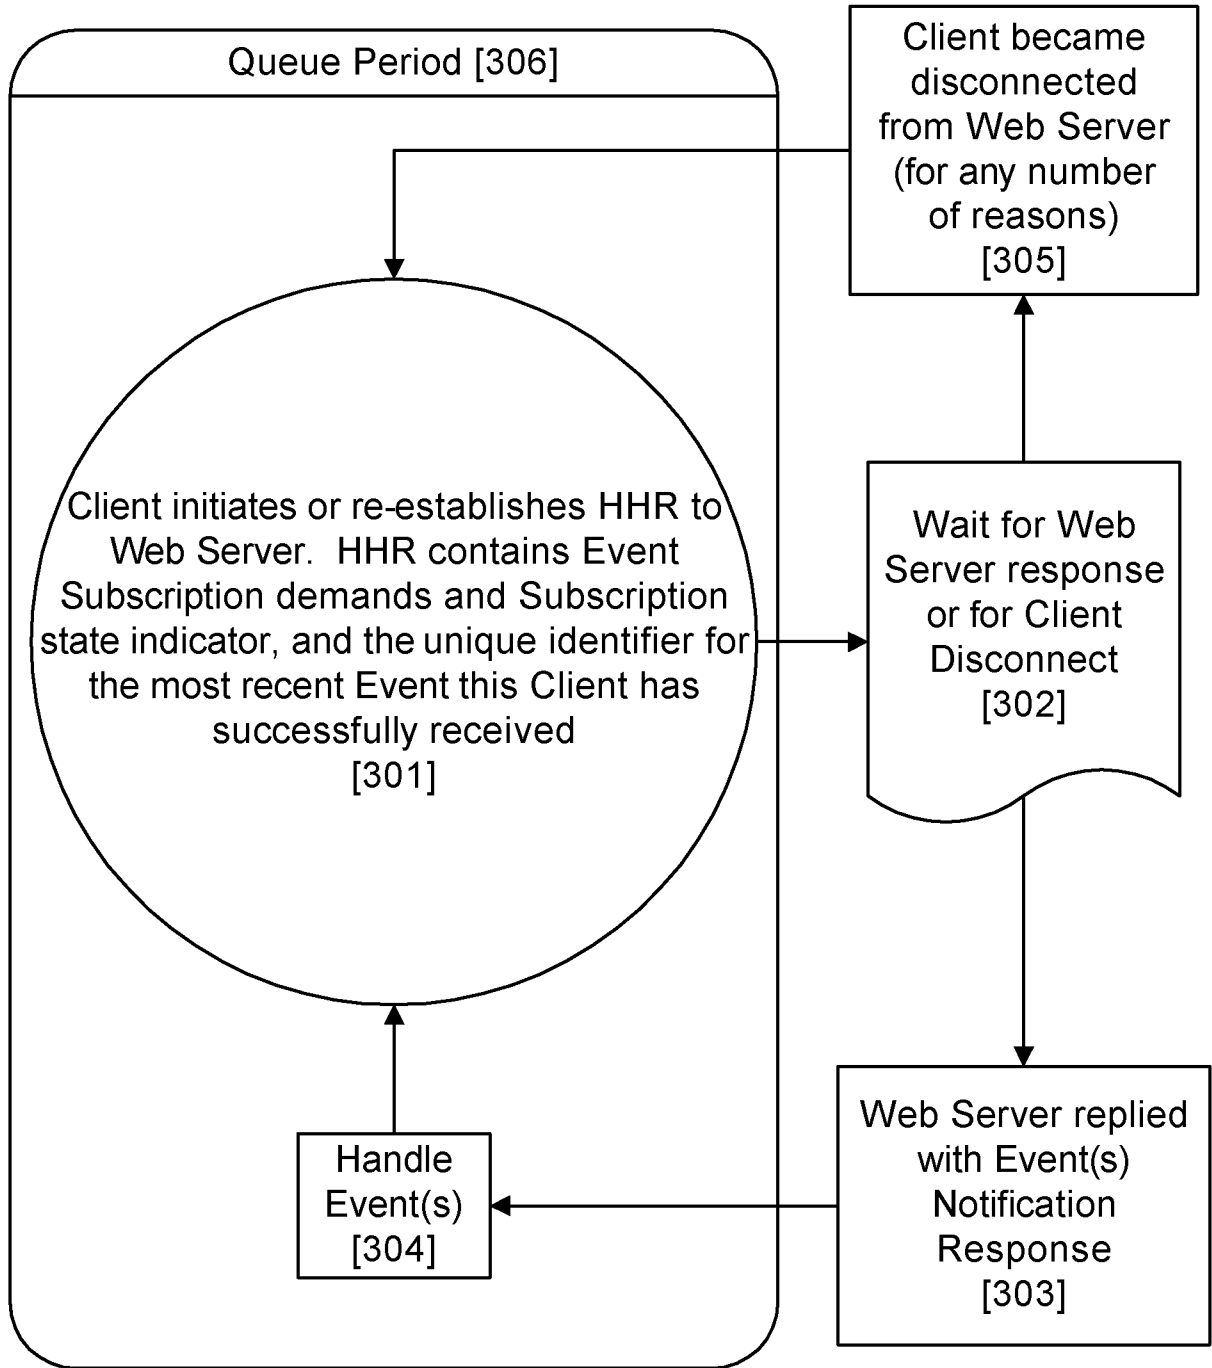 Queue Period [306]
Client became
disconnected
from Web Server
(for any number
of reasons)
[305]
Client initiates or re-establishes HHR to
Web Server.  HHR contains Event
Subscription demands and Subscription
state indicator, and the unique identifier for
the most recent Event this Client has
successfully received
[301]
Wait for Web
Server response
or for Client
Disconnect
[302]
Handle
Event(s)
[304]
Web Server replied
with Event(s)
Notification
Response
[303]